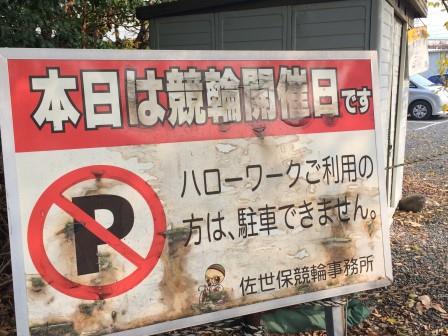 本日は競輪開催日です
P
ハローワークご利用の
方は、駐車できません。
佐世保競輪事務所